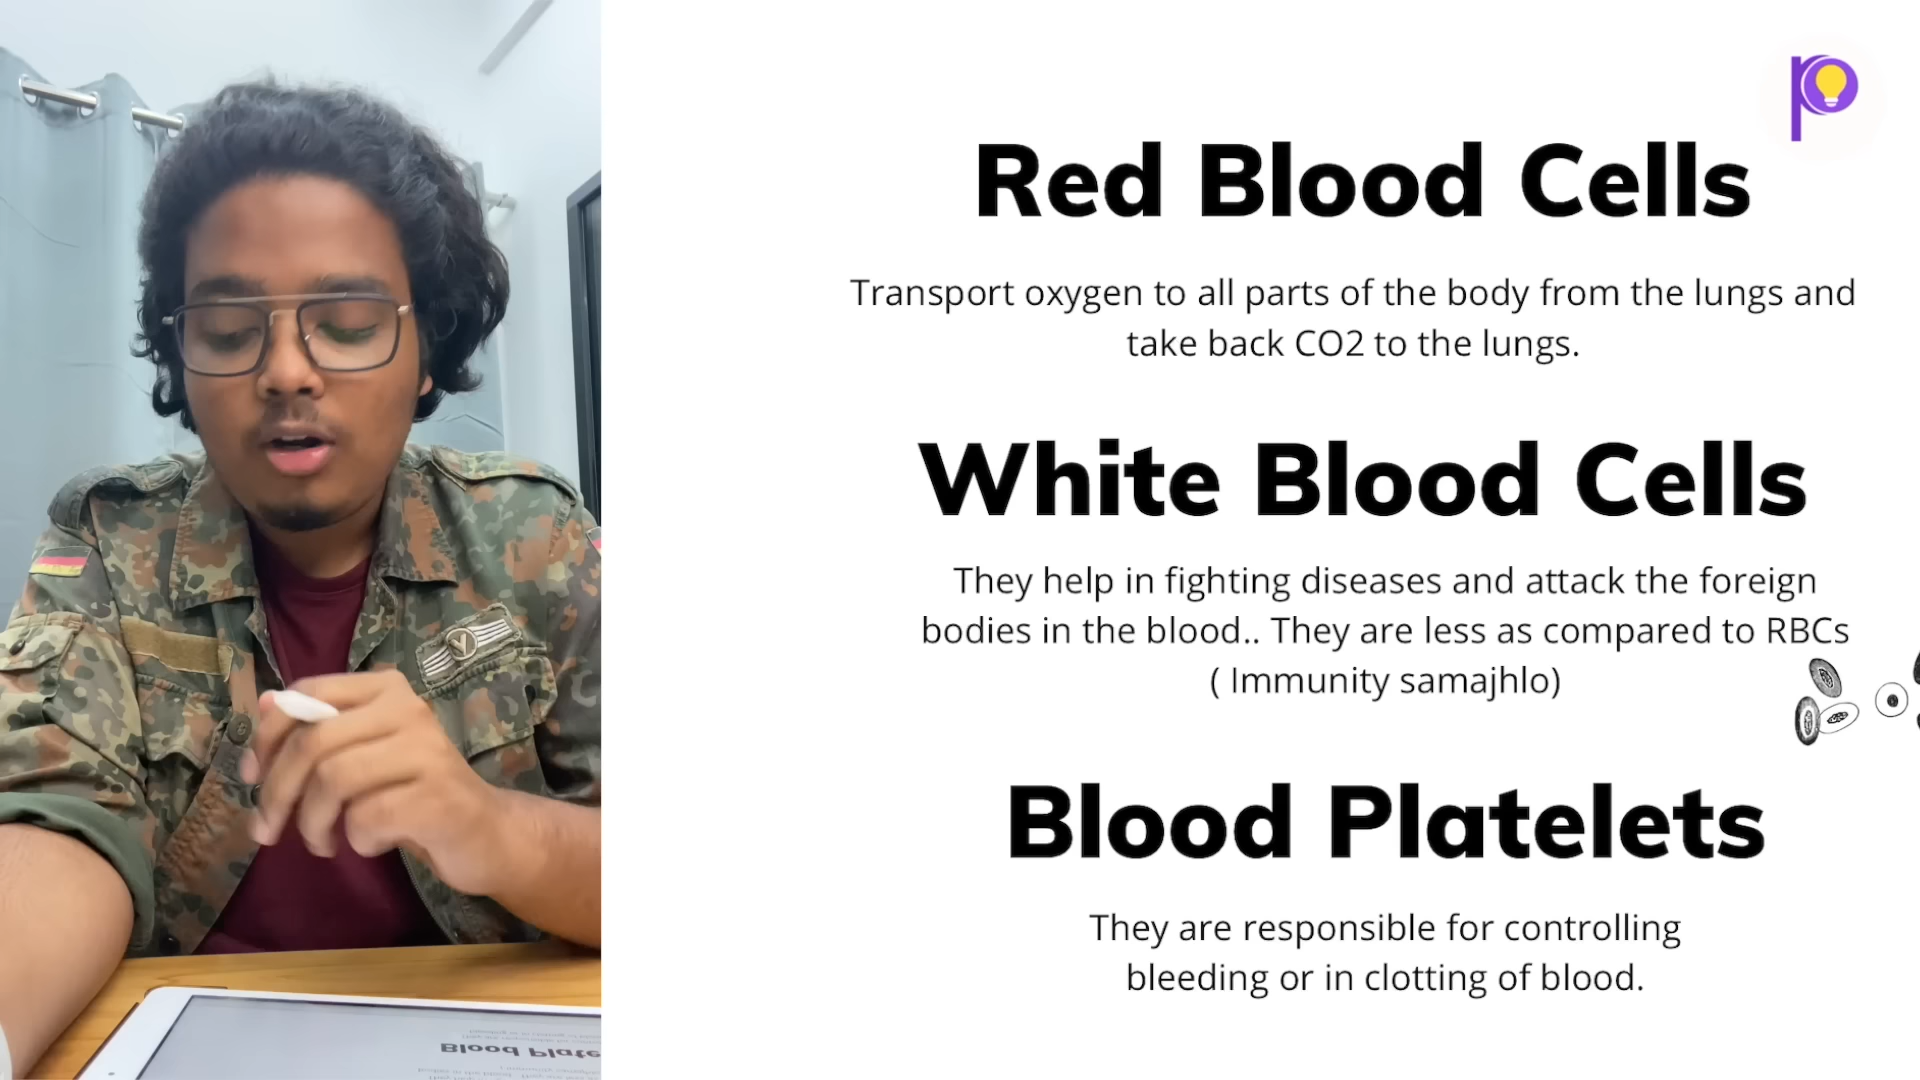 Red Blood Cells
Transport oxygen to all parts of the body from the lungs and
take back CO2 to the lungs.
White Blood Cells
They help in fighting diseases and attack the foreign
bodies in the blood.. They are less as compared to RBCs
( Immunity samajhlo)
Blood Platelets
They are responsible for controlling
bleeding or in clotting of blood.
Blood Plate